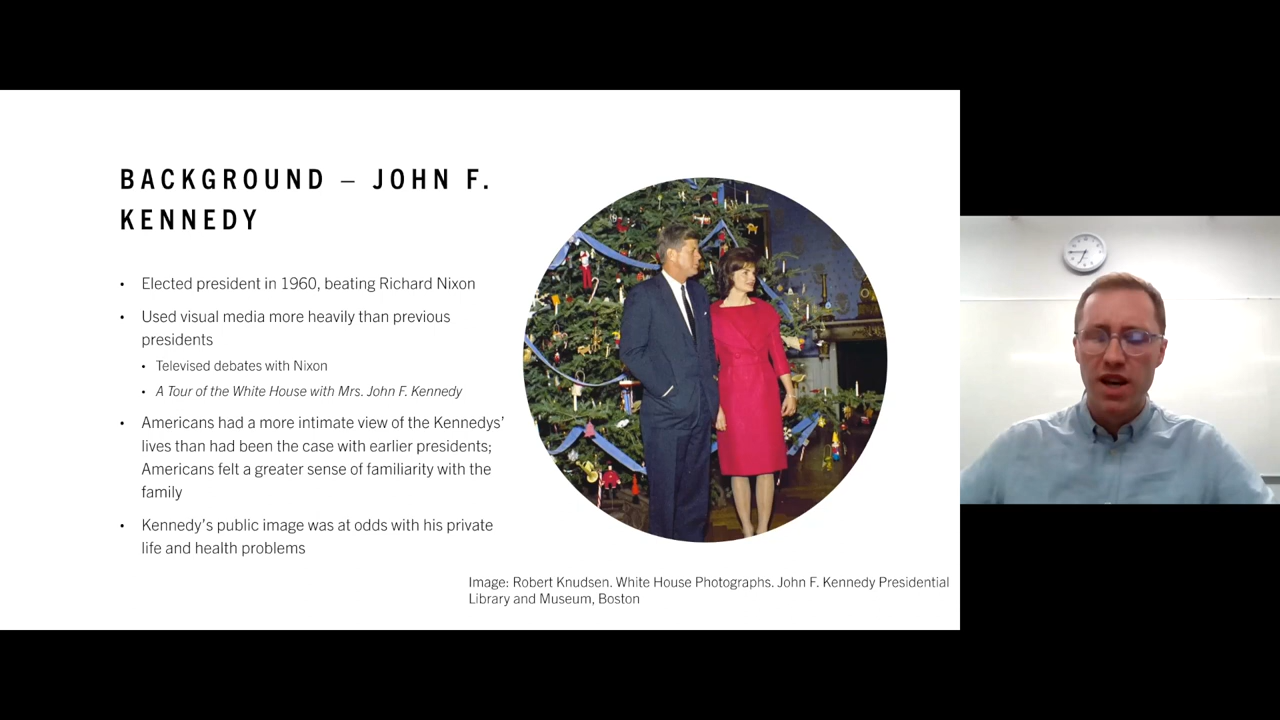 BACKGROUND – JOHN F.
KENNEDY
• Elected president in 1960, beating Richard Nixon
• Used visual media more heavily than previous
presidents
• Televised debates with Nixon
• A Tour of the White House with Mrs. John F. Kennedy
• Americans had a more intimate view of the Kennedys’
lives than had been the case with earlier presidents;
Americans felt a greater sense of familiarity with the
family
• Kennedy’s public image was at odds with his private
life and health problems
Image: Robert Knudsen. White House Photographs. John F. Kennedy Presidential
Library and Museum, Boston